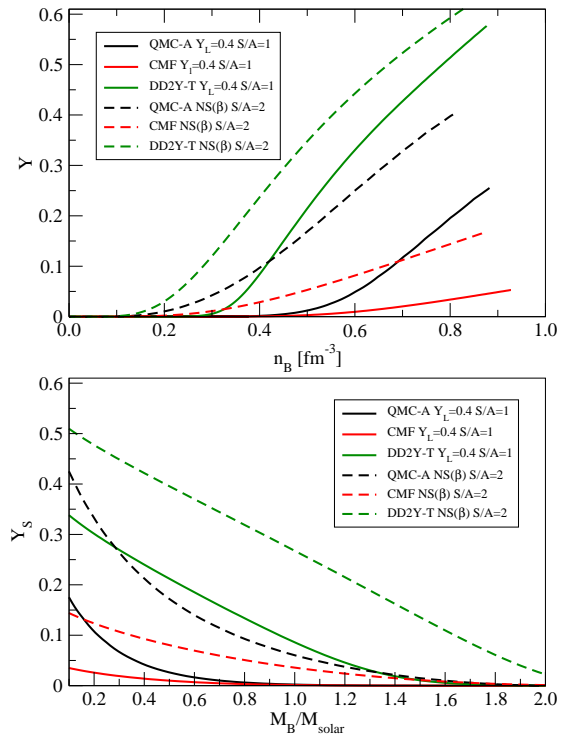 0.6
0.5
0.4
0.3
0.2
0.1
0
Y
QMC-A Y_L=0.4 S/A=1
CMF Y_l=0.4 S/A=1
DD2Y-T Y_L=0.4 S/A=1
QMC-A NS(β) S/A=2
CMF NS(β) S/A=2
DD2Y-T NS(β) S/A=2
0.0 0.2 0.4 0.6 0.8 1.0
n_B [fm^-3]
0.6
0.5
0.4
0.3
0.2
0.1
0
Y_S
QMC-A Y_L=0.4 S/A=1
CMF Y_L=0.4 S/A=1
DD2Y-T Y_L=0.4 S/A=1
QMC-A NS(β) S/A=2
CMF NS(β) S/A=2
DD2Y-T NS(β) S/A=2
0.2 0.4 0.6 0.8 1.0 1.2 1.4 1.6 1.8 2.0
M_B/M_solar